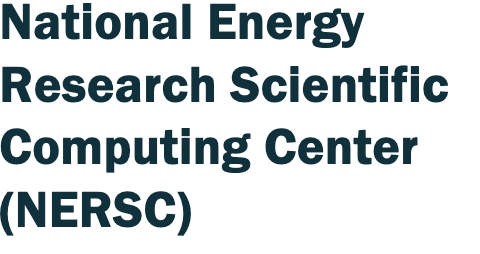 National Energy
Research Scientific
Computing Center
(NERSC)